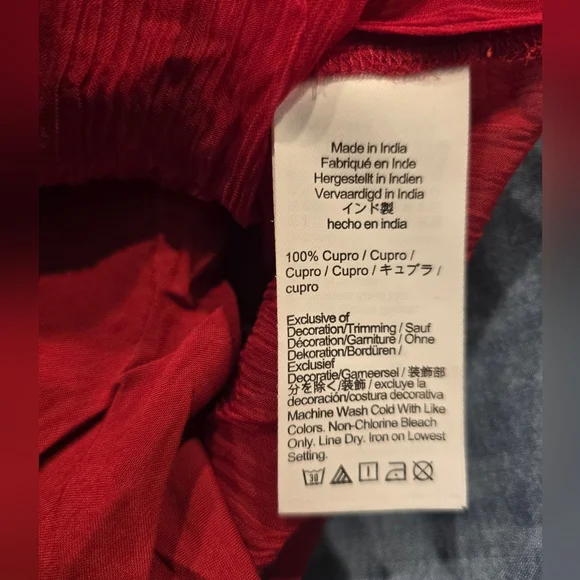 Made in India
Fabriqué en Inde
Hergestellt in Indien
Vervaardigd in India
インド製
hecho en india
100% Cupro / Cupro /
Cupro / Cupro / キュプラ /
cupro
Exclusive of
Decoration/Trimming / Sauf
Décoration/Garniture / Ohne
Dekoration/Bordüren /
Exclusief
Decoratie/Garneersel / 装飾部
分を除く/装飾 / excluye la
decoración/costura decorativa
Machine Wash Cold With Like
Colors. Non-Chlorine Bleach
Only. Line Dry. Iron on Lowest
Setting.
30